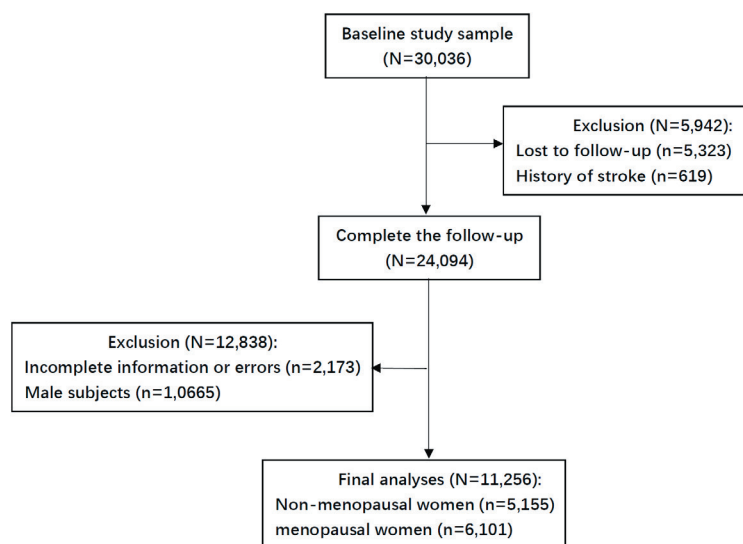 Baseline study sample
(N=30,036)
Exclusion (N=5,942):
Lost to follow-up (n=5,323)
History of stroke (n=619)
Complete the follow-up
(N=24,094)
Exclusion (N=12,838):
Incomplete information or errors (n=2,173)
Male subjects (n=1,0665)
Final analyses (N=11,256):
Non-menopausal women (n=5,155)
menopausal women (n=6,101)